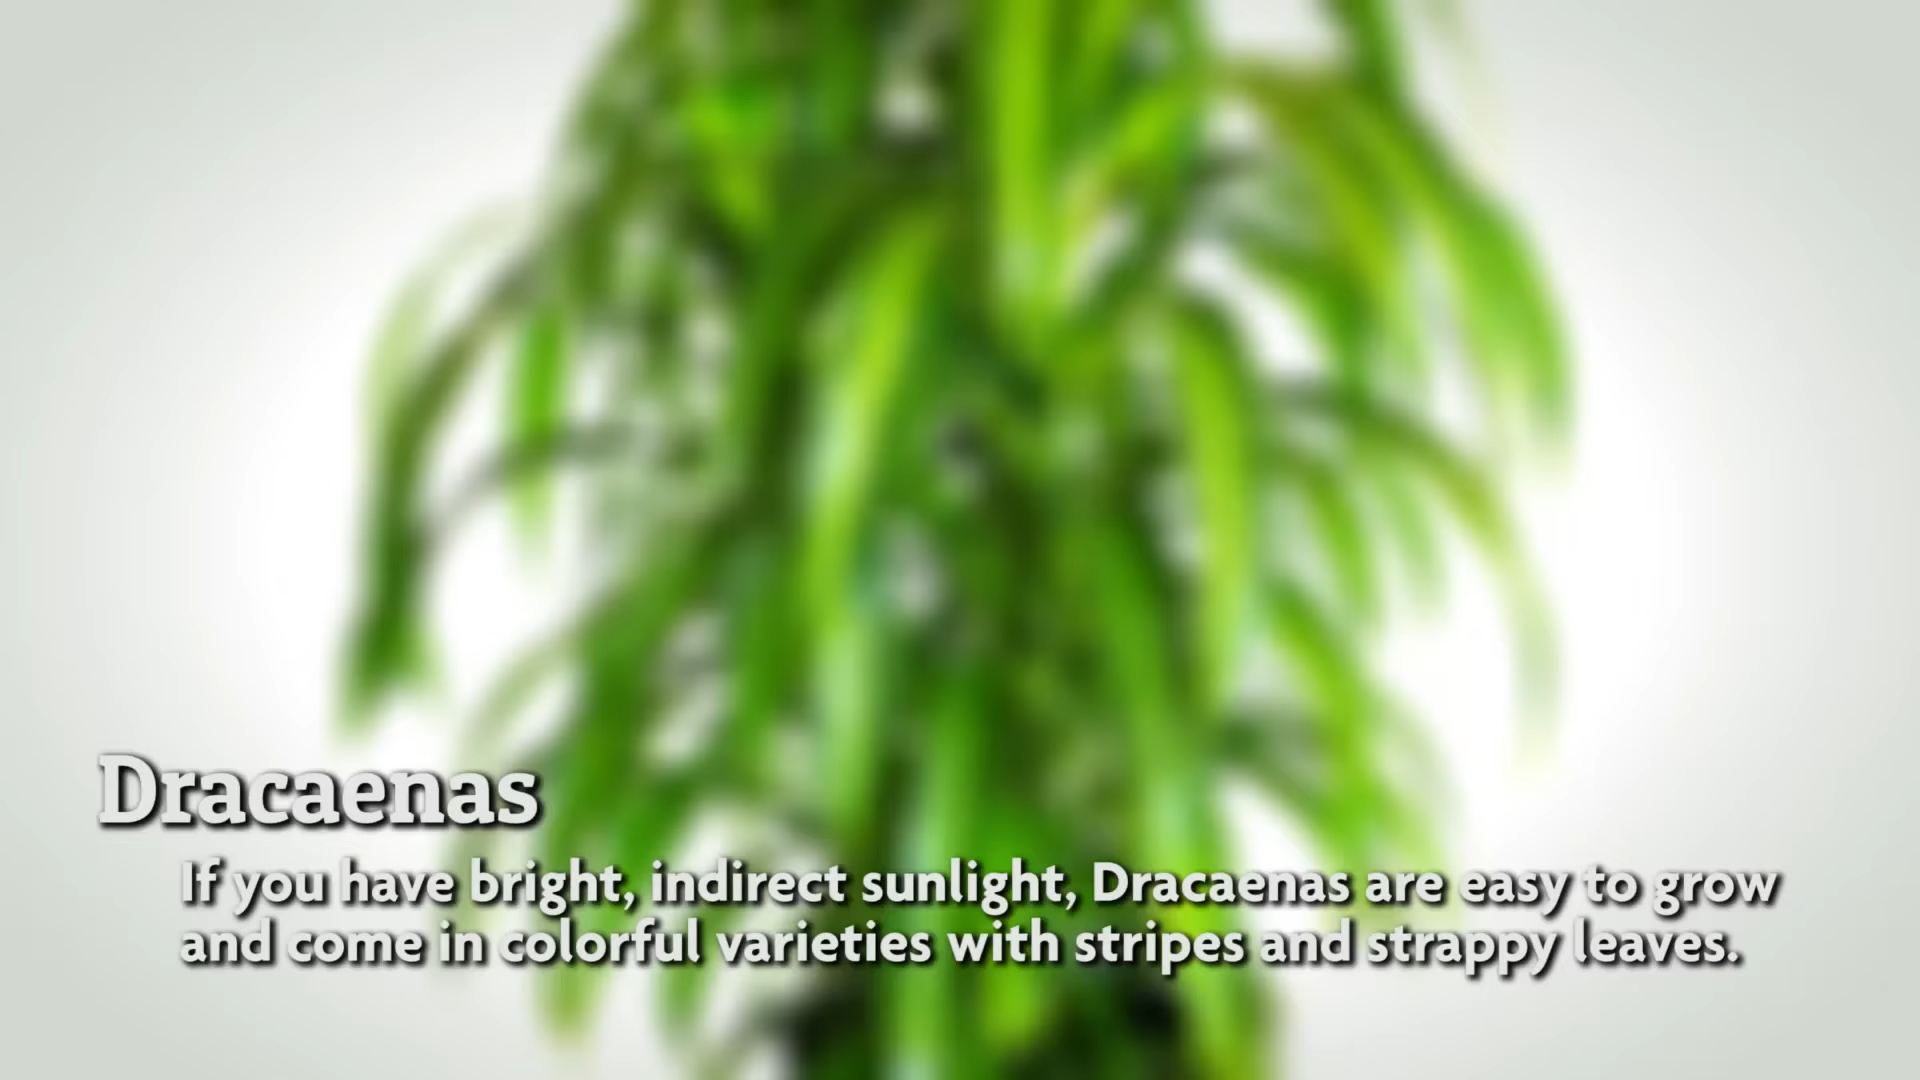 Dracaenas
If you have bright, indirect sunlight, Dracaenas are easy to grow
and come in colorful varieties with stripes and strappy leaves.